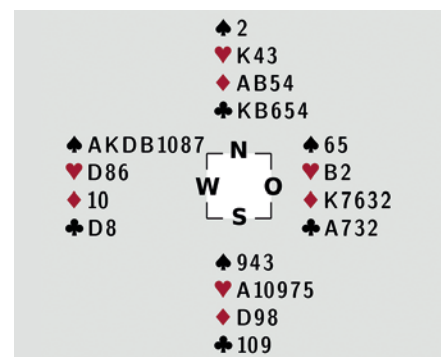 ♠ 2
♥ K43
♦ AB54
♣ KB654
♠ AKDB1087
♥ D86
♦ 10
♣ D8
N
W O
S
♠ 65
♥ B2
♦ K7632
♣ A732
♠ 943
♥ A10975
♦ D98
♣ 109